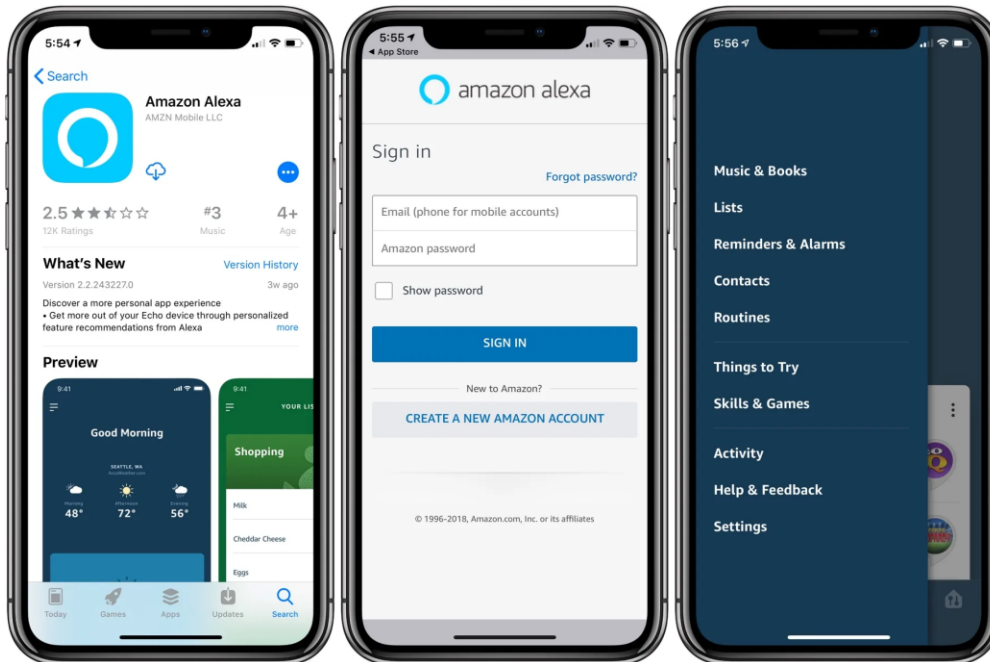 5:54
Search
Amazon Alexa
AMZN Mobile LLC
2.5 #3 4+
12K Ratings Music Age
What's New Version History
Version 2.2.243227.0 3w ago
Discover a more personal app experience
• Get more out of your Echo device through personalized
feature recommendations from Alexa more
Preview
9:41
Good Morning
SEATTLE, WA
Morning Afternoon Evening
48° 72° 56°
9:41
YOUR LIS
Shopping
Milk
Cheddar Cheese
Eggs
Today Games Apps Updates Search
5:55
App Store
amazon alexa
Sign in
Forgot password?
Email (phone for mobile accounts)
Amazon password
Show password
SIGN IN
New to Amazon?
CREATE A NEW AMAZON ACCOUNT
© 1996-2018, Amazon.com, Inc. or its affiliates
5:56
Music & Books
Lists
Reminders & Alarms
Contacts
Routines
Things to Try
Skills & Games
Activity
Help & Feedback
Settings